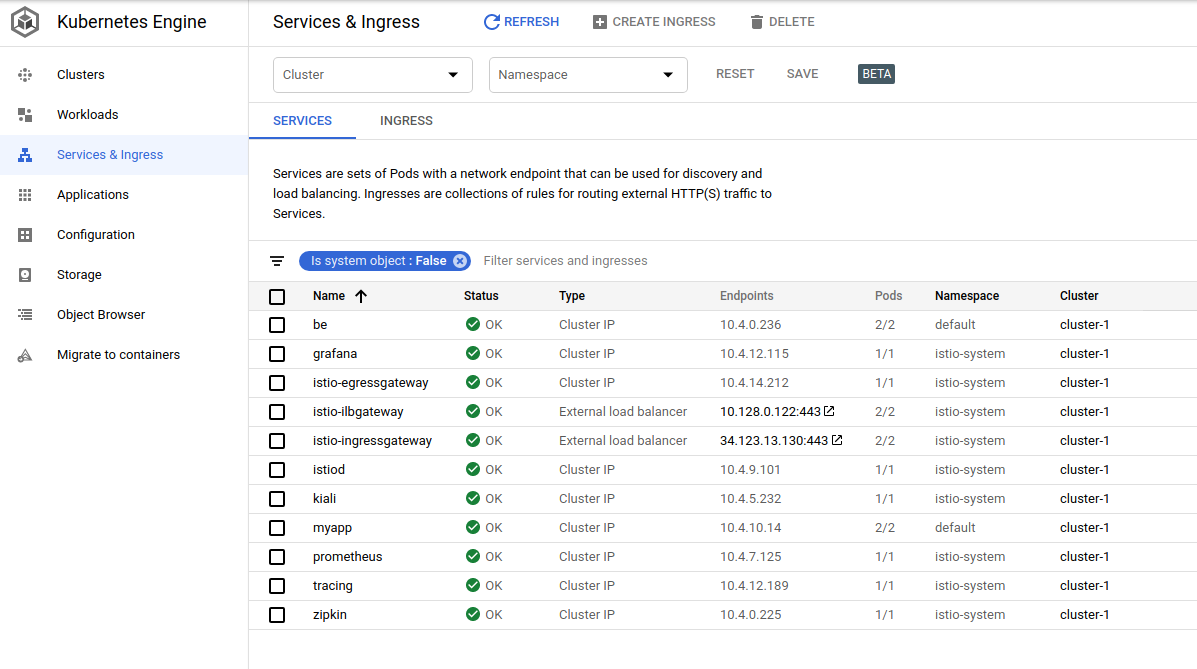 Kubernetes Engine
Services & Ingress
REFRESH
CREATE INGRESS
DELETE
Clusters
Workloads
Services & Ingress
Applications
Configuration
Storage
Object Browser
Migrate to containers
Cluster
Namespace
RESET
SAVE
BETA
SERVICES
INGRESS
Services are sets of Pods with a network endpoint that can be used for discovery and
load balancing. Ingresses are collections of rules for routing external HTTP(S) traffic to
Services.
Is system object : False
Filter services and ingresses
Name Status Type Endpoints Pods Namespace Cluster
be OK Cluster IP 10.4.0.236 2/2 default cluster-1
grafana OK Cluster IP 10.4.12.115 1/1 istio-system cluster-1
istio-egressgateway OK Cluster IP 10.4.14.212 1/1 istio-system cluster-1
istio-ilbgateway OK External load balancer 10.128.0.122:443 2/2 istio-system cluster-1
istio-ingressgateway OK External load balancer 34.123.13.130:443 2/2 istio-system cluster-1
istiod OK Cluster IP 10.4.9.101 1/1 istio-system cluster-1
kiali OK Cluster IP 10.4.5.232 1/1 istio-system cluster-1
myapp OK Cluster IP 10.4.10.14 2/2 default cluster-1
prometheus OK Cluster IP 10.4.7.125 1/1 istio-system cluster-1
tracing OK Cluster IP 10.4.12.189 1/1 istio-system cluster-1
zipkin OK Cluster IP 10.4.0.225 1/1 istio-system cluster-1